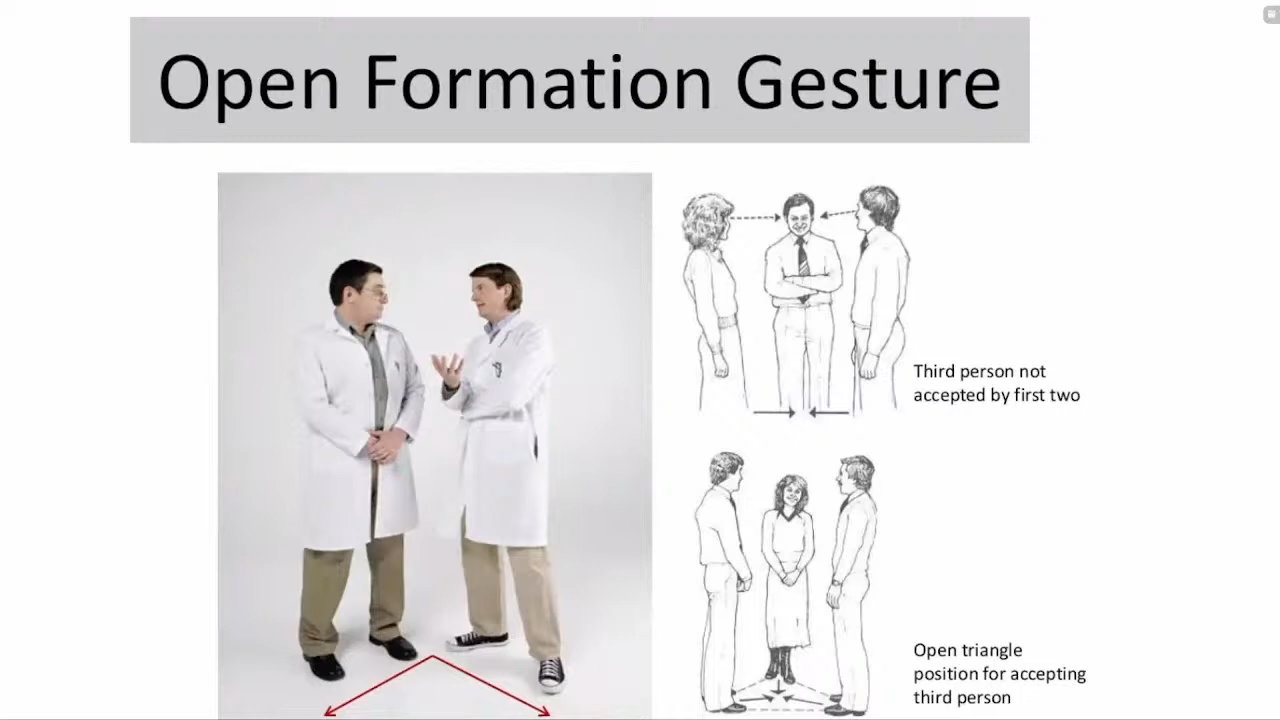 Open Formation Gesture
Third person not
accepted by first two
Open triangle
position for accepting
third person